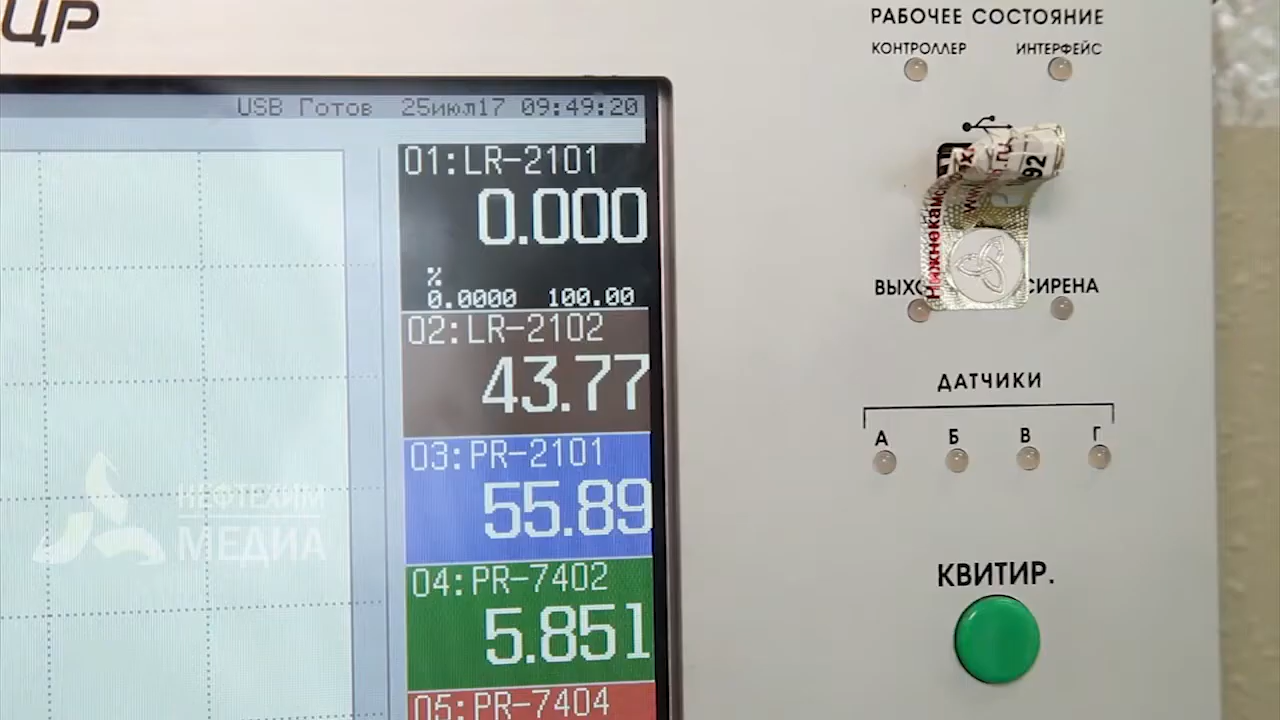 ЦР
USB Готов 25июл17 09:49:20
01:LR-2101
0.000
%
0.0000 100.00
02:LR-2102
43.77
03:PR-2101
55.89
04:PR-7402
5.851
05:PR-7404
РАБОЧЕЕ СОСТОЯНИЕ
КОНТРОЛЛЕР ИНТЕРФЕЙС
92
СИРЕНА
ДАТЧИКИ
А Б В Г
КВИТИР.
НЕФТЕХИМ
МЕДИА